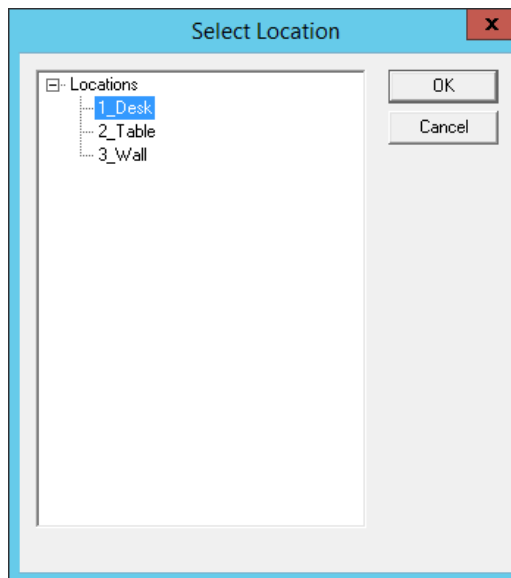 Select Location
x
Locations
OK
1_Desk
2_Table
Cancel
3_Wall